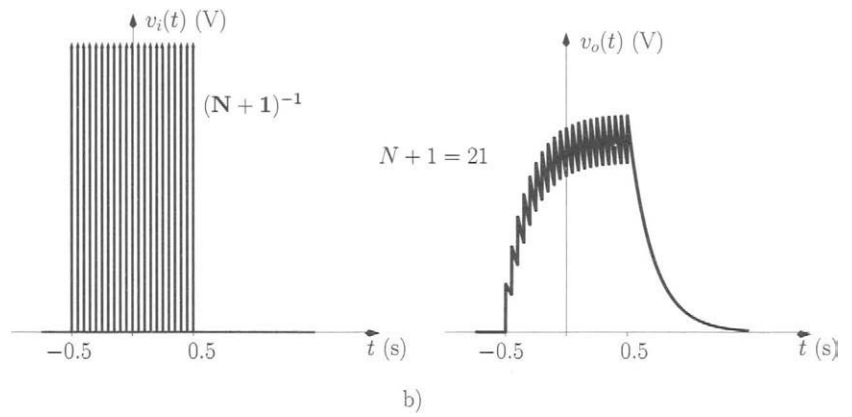 v_i(t) (V)
(N + 1)^{-1}
−0.5
0.5
t (s)
v_o(t) (V)
N + 1 = 21
−0.5
0.5
t (s)
b)